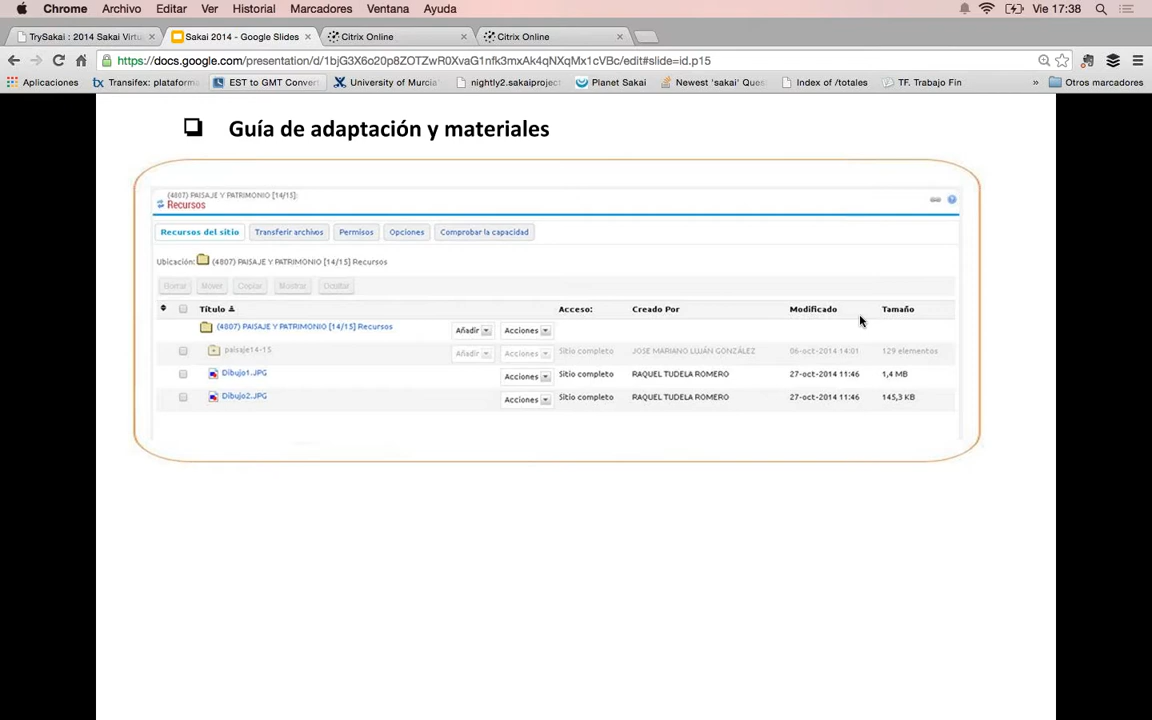 Chrome Archivo Editar Ver Historial Marcadores Ventana Ayuda Vie 17:38
TrySakai : 2014 Sakai Virtu Sakai 2014 - Google Slides Citrix Online Citrix Online
https://docs.google.com/presentation/d/1bjG3X6o20p8ZOTZwR0XvaG1nfk3mxAk4qNXqMx1cVBc/edit#slide=id.p15
Aplicaciones Transifex: plataforma EST to GMT Convert University of Murcia nightly2.sakaiproject Planet Sakai Newest 'sakai' Ques Index of /totales TF. Trabajo Fin » Otros marcadores
Guía de adaptación y materiales
(4807) PAISAJE Y PATRIMONIO [14/15]:
Recursos
Recursos del sitio Transferir archivos Permisos Opciones Comprobar la capacidad
Ubicación: (4807) PAISAJE Y PATRIMONIO [14/15] Recursos
Borrar Mover Copiar Mostrar Ocultar
Título Acceso: Creado Por Modificado Tamaño
(4807) PAISAJE Y PATRIMONIO [14/15] Recursos Añadir Acciones
paisaje14-15 Añadir Acciones Sitio completo JOSE MARIANO LUJÁN GONZÁLEZ 06-oct-2014 14:01 129 elementos
Dibujo1.JPG Acciones Sitio completo RAQUEL TUDELA ROMERO 27-oct-2014 11:46 1,4 MB
Dibujo2.JPG Acciones Sitio completo RAQUEL TUDELA ROMERO 27-oct-2014 11:46 145,3 KB